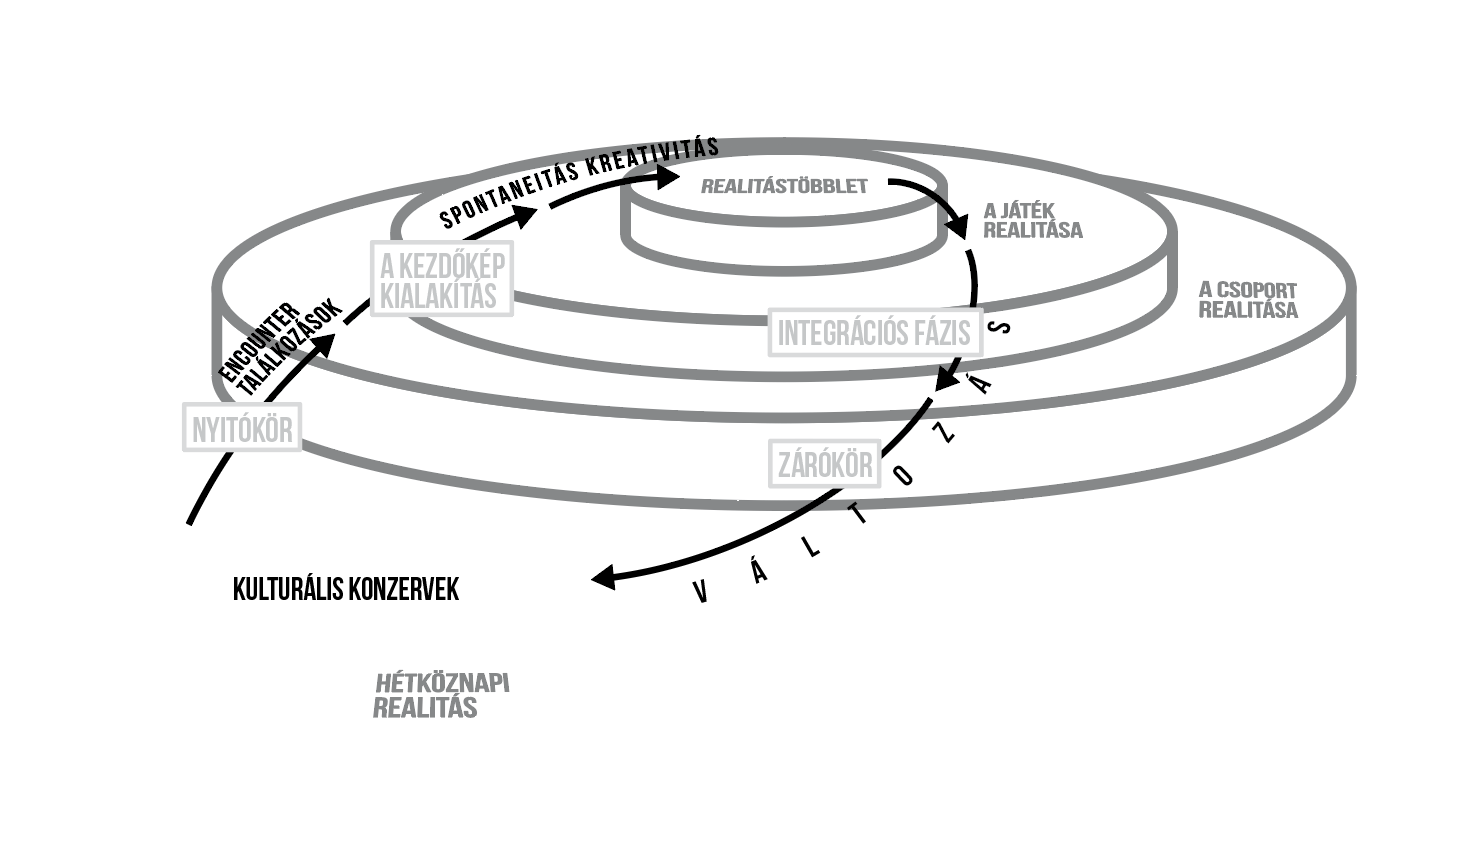 SPONTANEITÁS KREATIVITÁS
REALITÁSTÖBBLET
A JÁTÉK
REALITÁSA
A KEZDŐKÉP
KIALAKÍTÁS
A CSOPORT
REALITÁSA
ENCOUNTER
TALÁLKOZÁSOK
INTEGRÁCIÓS FÁZIS
NYITÓKÖR
ZÁRÓKÖR
VÁLTOZÁS
KULTURÁLIS KONZERVEK
HÉTKÖZNAPI
REALITÁS